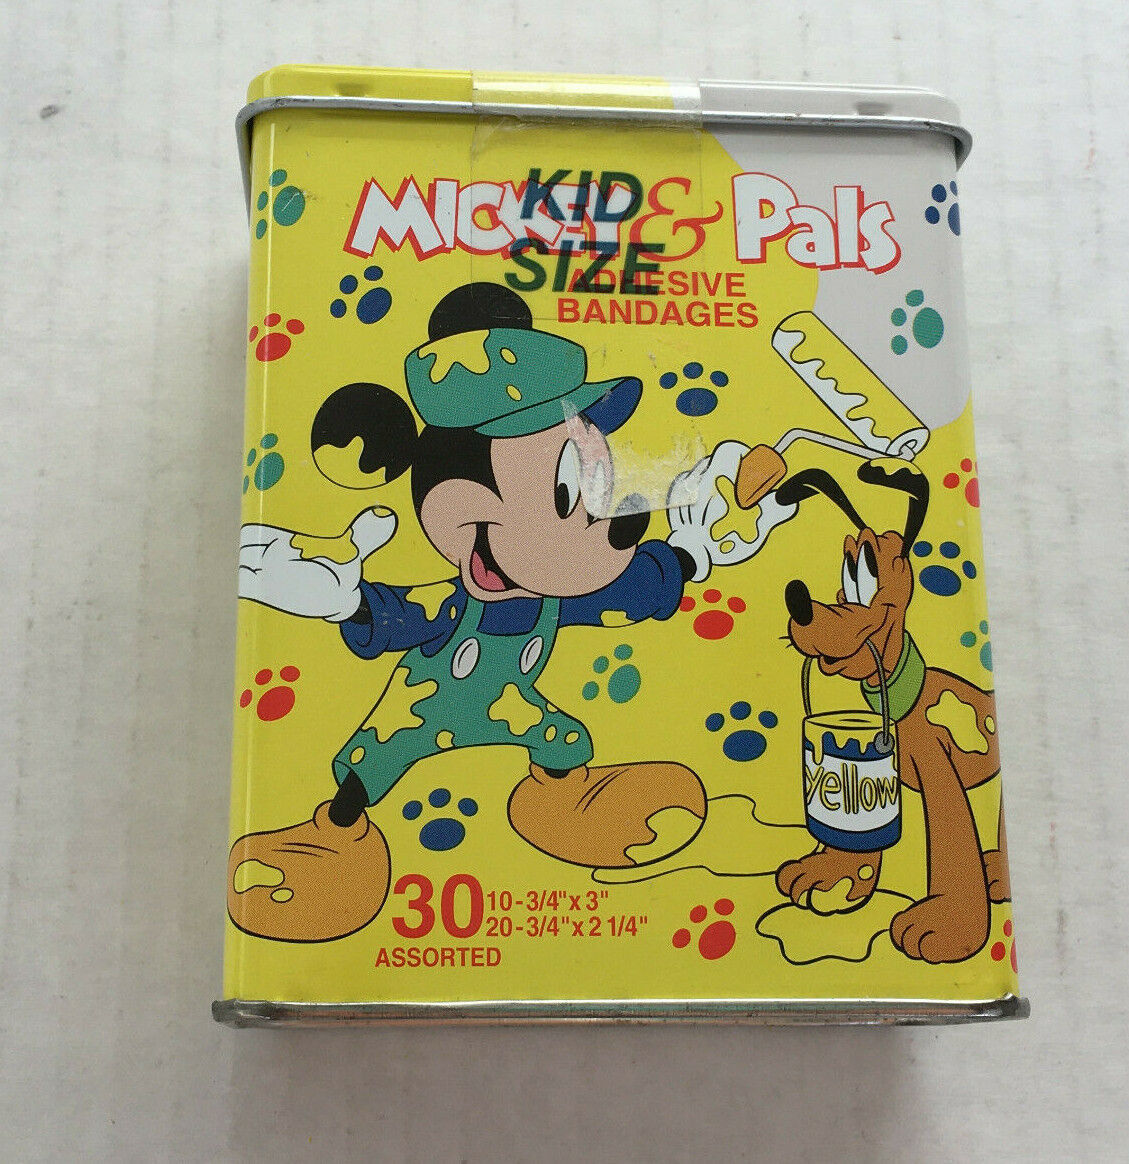 MICKEY & Pals
KID
SIZE
ADHESIVE
BANDAGES
yellow
30 10-3/4" x 3"
20-3/4" x 2 1/4"
ASSORTED